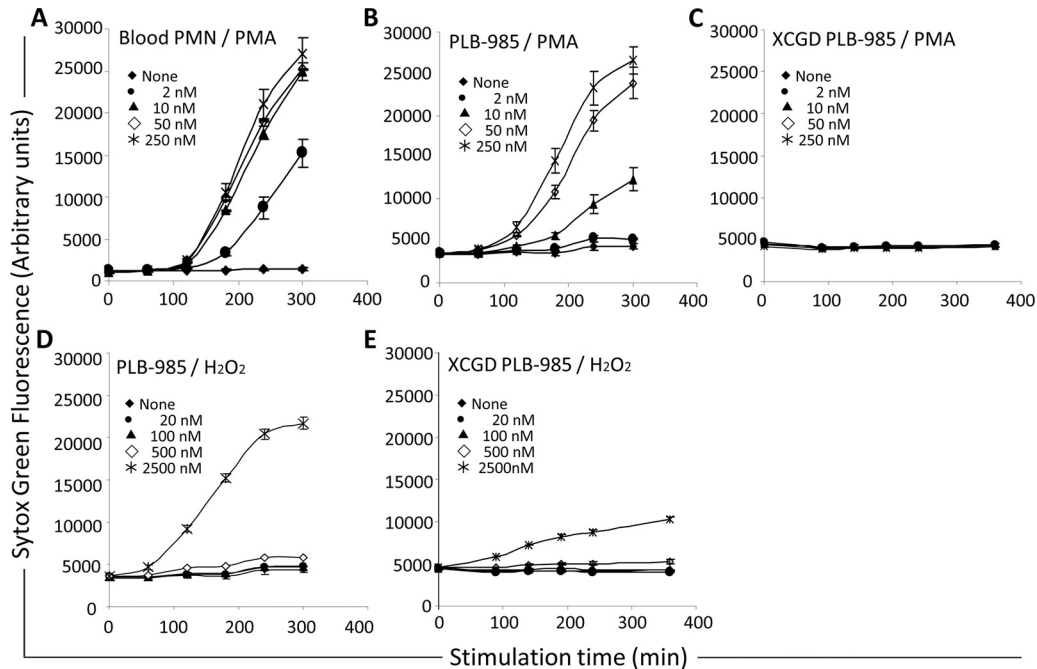 Sytox Green Fluorescence (Arbitrary units)
A
Blood PMN / PMA
None
2 nM
10 nM
50 nM
250 nM
30000
25000
20000
15000
10000
5000
0
0 100 200 300 400
B
PLB-985 / PMA
None
2 nM
10 nM
50 nM
250 nM
30000
25000
20000
15000
10000
5000
0
0 100 200 300 400
C
XCGD PLB-985 / PMA
None
2 nM
10 nM
50 nM
250 nM
30000
25000
20000
15000
10000
5000
0
0 100 200 300 400
D
PLB-985 / H2O2
None
20 nM
100 nM
500 nM
2500 nM
30000
25000
20000
15000
10000
5000
0
0 100 200 300 400
E
XCGD PLB-985 / H2O2
None
20 nM
100 nM
500 nM
2500nM
30000
25000
20000
15000
10000
5000
0
0 100 200 300 400
Stimulation time (min)